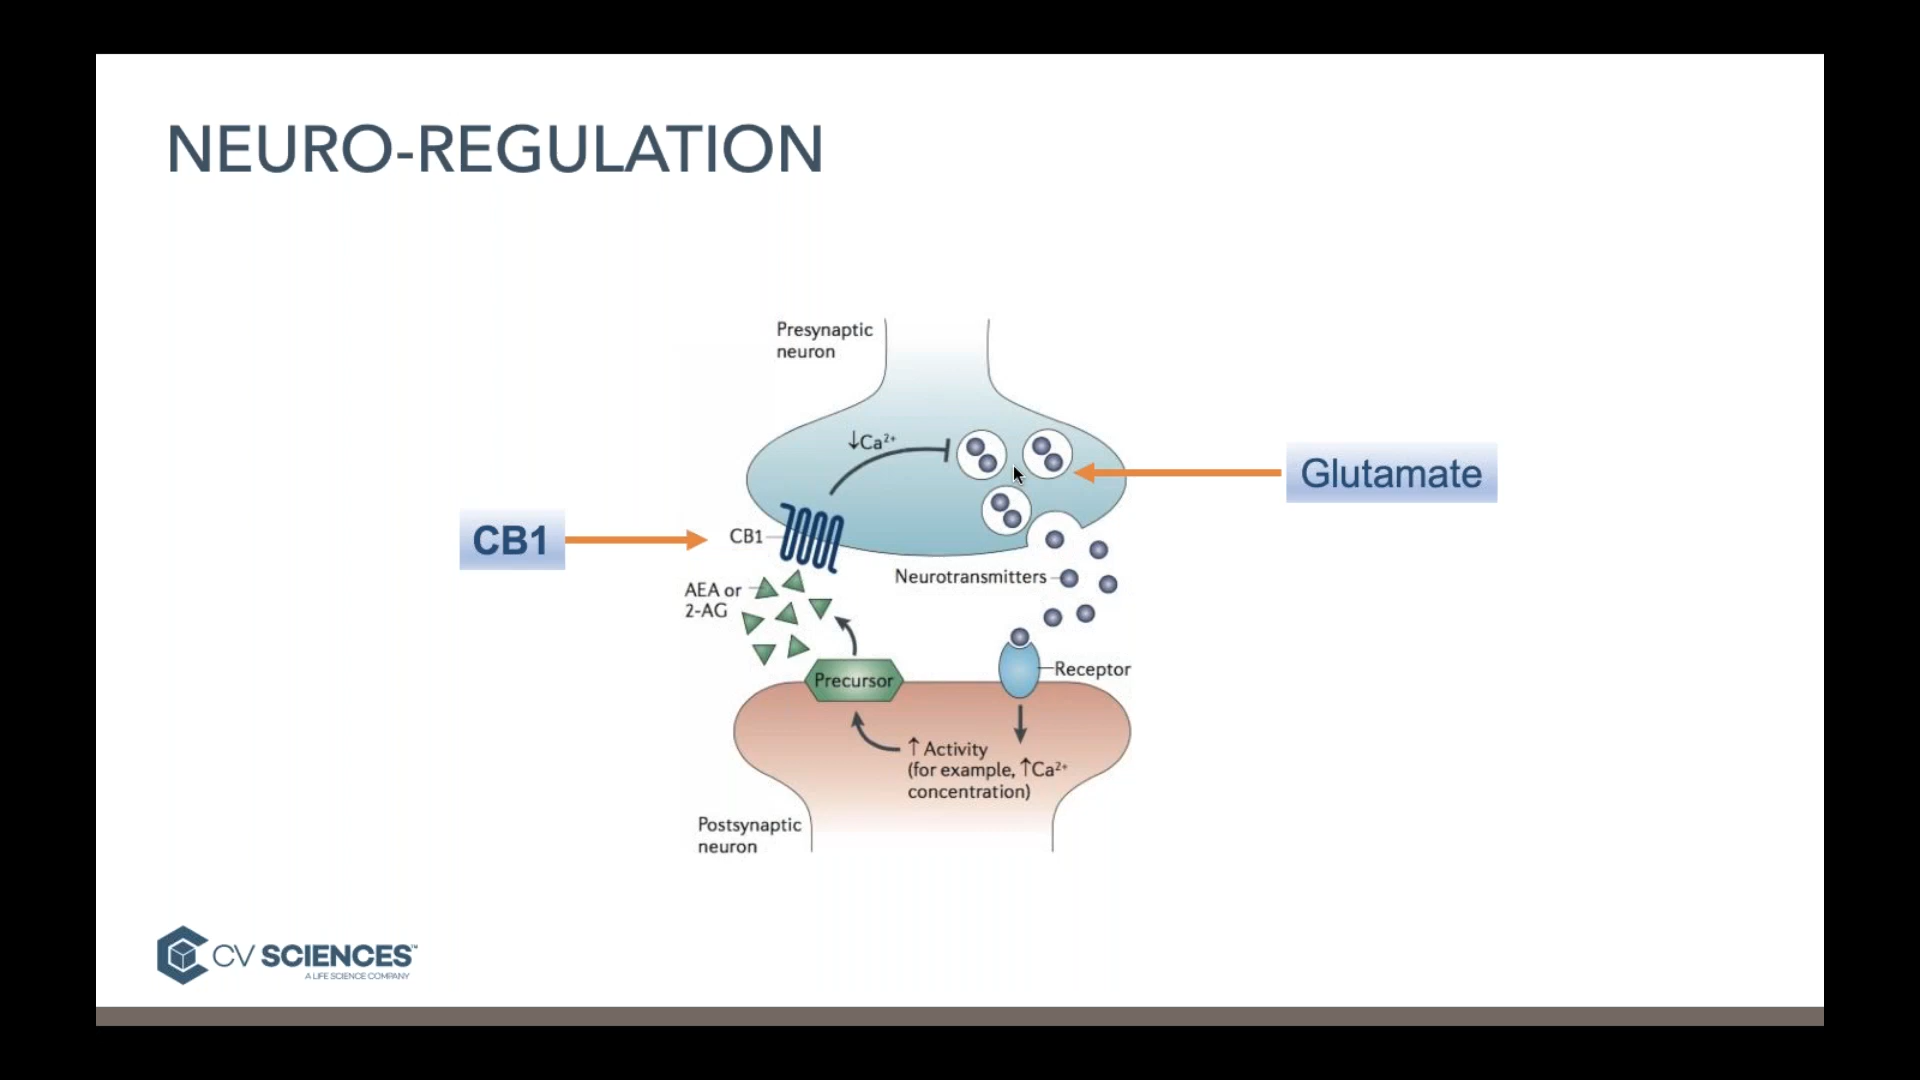 NEURO-REGULATION
Presynaptic
neuron
↓Ca²⁺
Glutamate
CB1
CB1
AEA or
2-AG
Neurotransmitters
Receptor
Precursor
↑ Activity
(for example, ↑Ca²⁺
concentration)
Postsynaptic
neuron
CV SCIENCES™
A LIFE SCIENCE COMPANY